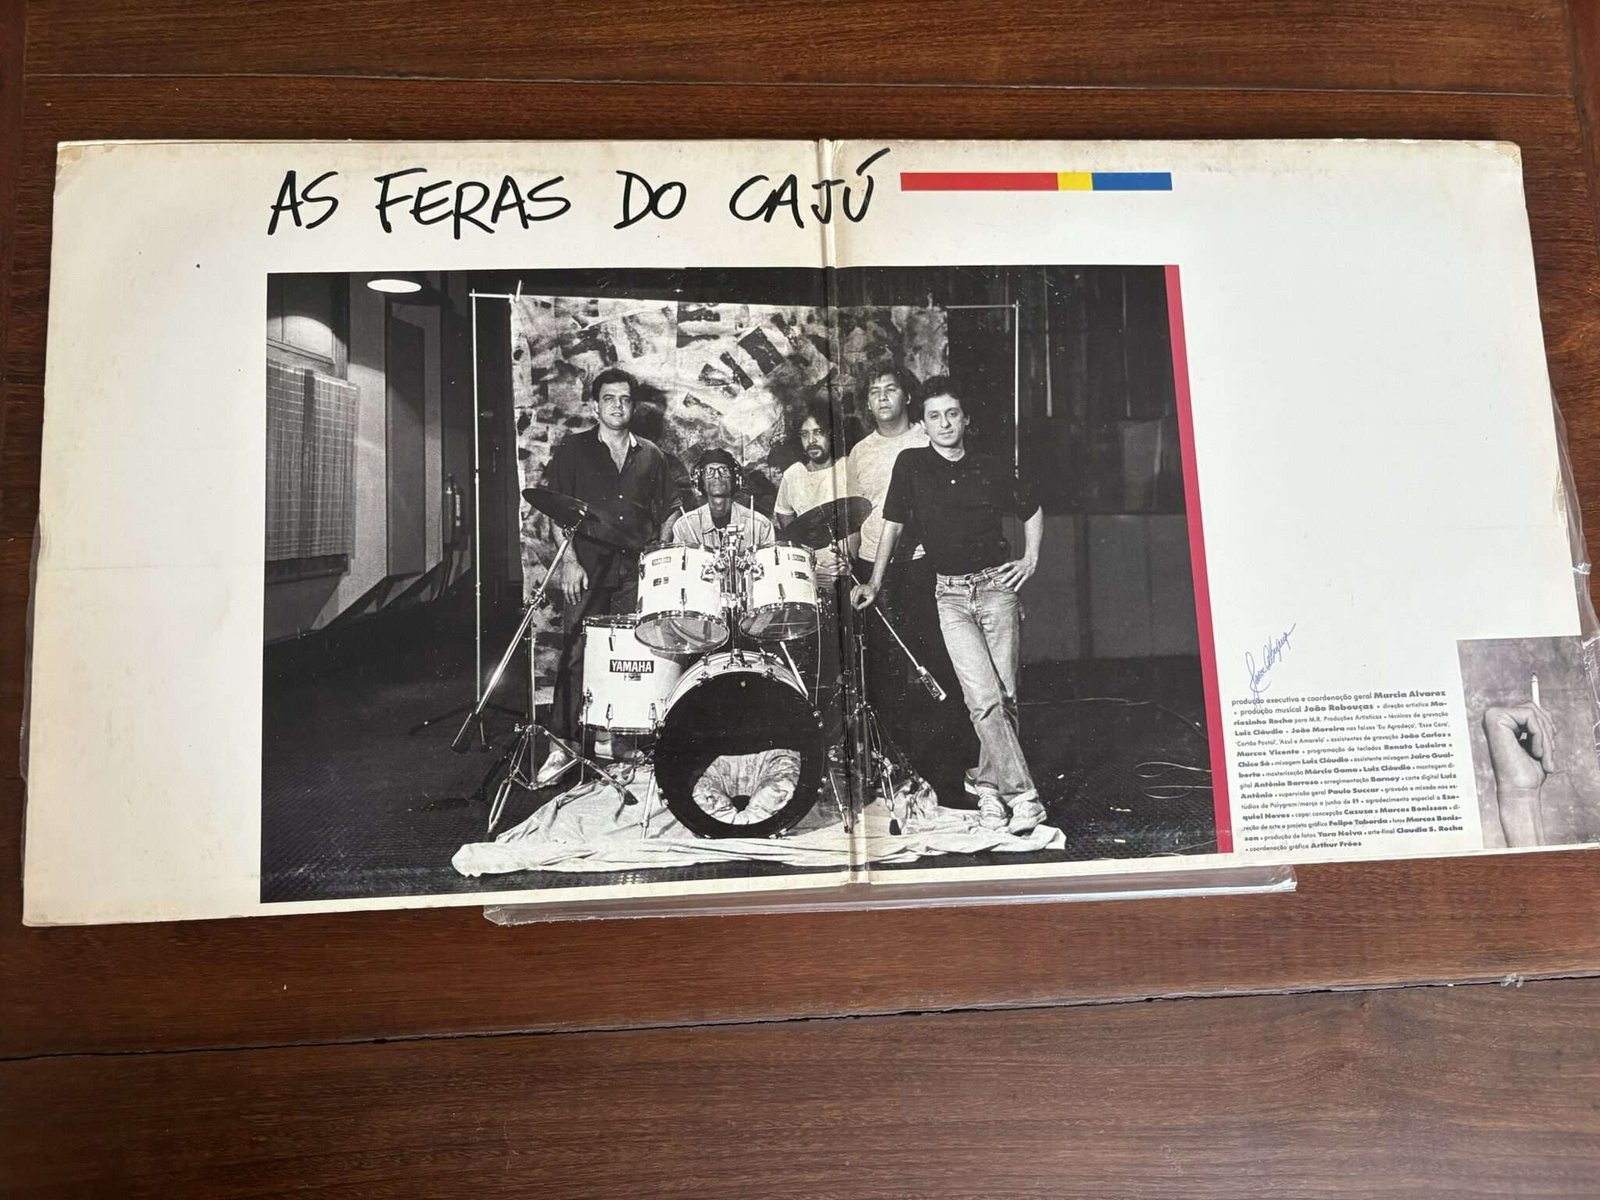 AS FERAS DO CAJÚ
YAMAHA
YAMAHA
YAMAHA
produção executiva e coordenação geral Marcia Alvarez
• produção musical João Rebouças • direção artística Ma-
riozinho Rocha para M.R. Produções Artísticas • técnicos de gravação
Luiz Cláudio • João Moreira nas faixas 'Eu Agradeço', 'Esse Cara',
'Cartão Postal', 'Azul e Amarelo' • assistentes de gravação João Carlos e
Marcos Vicente • programação de teclados Renato Ladeira e
Chico Sá • mixagem Luiz Cláudio • assistente mixagem Jairo Gual-
berto • masterização Márcio Gama e Luiz Cláudio • montagem di-
gital Antônio Barroso • arregimentação Barney • corte digital Luiz
Antônio • supervisão geral Paulo Succar • gravado e mixado nos es-
túdios da Polygram/março a junho de 89 • agradecimento especial a Eze-
quiel Neves • capa: concepção Cazuza e Marcos Bonisson • di-
reção de arte e projeto gráfico Felipe Taborda • fotos Marcos Bonis-
son • produção de fotos Yara Neiva • arte-final Claudia S. Rocha
• coordenação gráfica Arthur Fróes